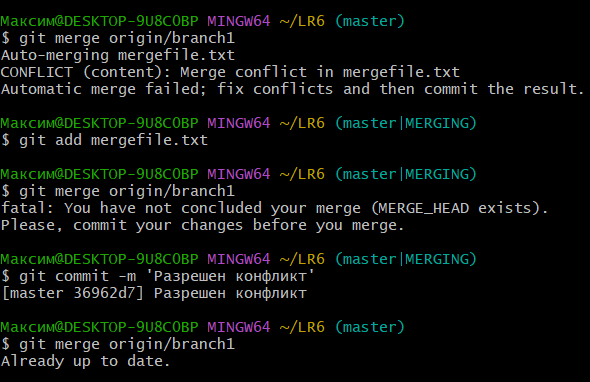 Максим@DESKTOP-9U8C0BP MINGW64 ~/LR6 (master)
$ git merge origin/branch1
Auto-merging mergefile.txt
CONFLICT (content): Merge conflict in mergefile.txt
Automatic merge failed; fix conflicts and then commit the result.
Максим@DESKTOP-9U8C0BP MINGW64 ~/LR6 (master|MERGING)
$ git add mergefile.txt
Максим@DESKTOP-9U8C0BP MINGW64 ~/LR6 (master|MERGING)
$ git merge origin/branch1
fatal: You have not concluded your merge (MERGE_HEAD exists).
Please, commit your changes before you merge.
Максим@DESKTOP-9U8C0BP MINGW64 ~/LR6 (master|MERGING)
$ git commit -m 'Разрешен конфликт'
[master 36962d7] Разрешен конфликт
Максим@DESKTOP-9U8C0BP MINGW64 ~/LR6 (master)
$ git merge origin/branch1
Already up to date.